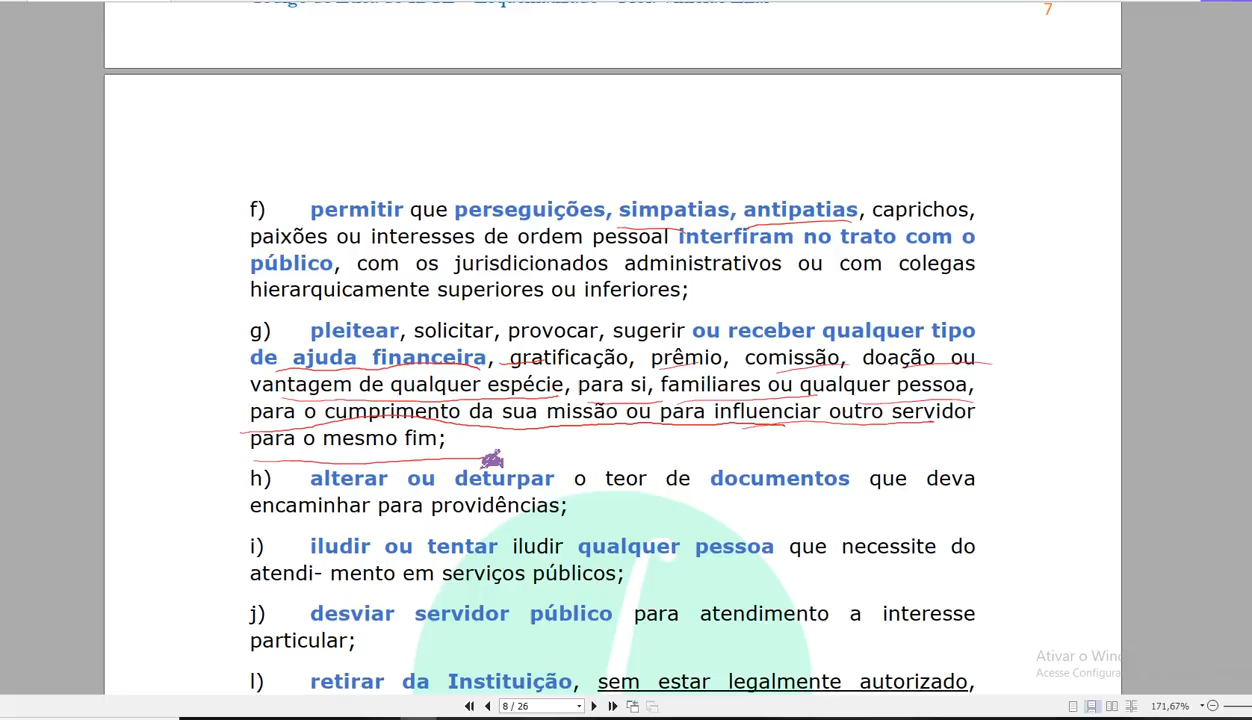 7
f) permitir que perseguições, simpatias, antipatias, caprichos,
paixões ou interesses de ordem pessoal interfiram no trato com o
público, com os jurisdicionados administrativos ou com colegas
hierarquicamente superiores ou inferiores;
g) pleitear, solicitar, provocar, sugerir ou receber qualquer tipo
de ajuda financeira, gratificação, prêmio, comissão, doação ou
vantagem de qualquer espécie, para si, familiares ou qualquer pessoa,
para o cumprimento da sua missão ou para influenciar outro servidor
para o mesmo fim;
h) alterar ou deturpar o teor de documentos que deva
encaminhar para providências;
i) iludir ou tentar iludir qualquer pessoa que necessite do
atendi- mento em serviços públicos;
j) desviar servidor público para atendimento a interesse
particular;
l) retirar da Instituição, sem estar legalmente autorizado,
Ativar o Wind
Acesse Configura
8 / 26
171,67%